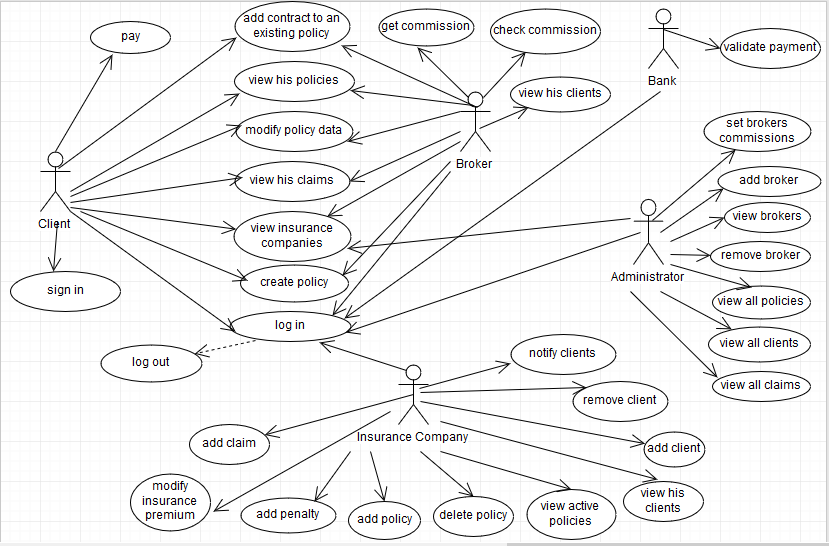 add contract to an
existing policy
get commission
check commission
pay
validate payment
Bank
view his policies
view his clients
modify policy data
set brokers
commissions
Broker
view his claims
add broker
Client
view insurance
companies
view brokers
remove broker
Administrator
sign in
create policy
view all policies
log in
view all clients
log out
notify clients
view all claims
remove client
Insurance Company
add claim
add client
modify
insurance
premium
add penalty
add policy
delete policy
view active
policies
view his
clients